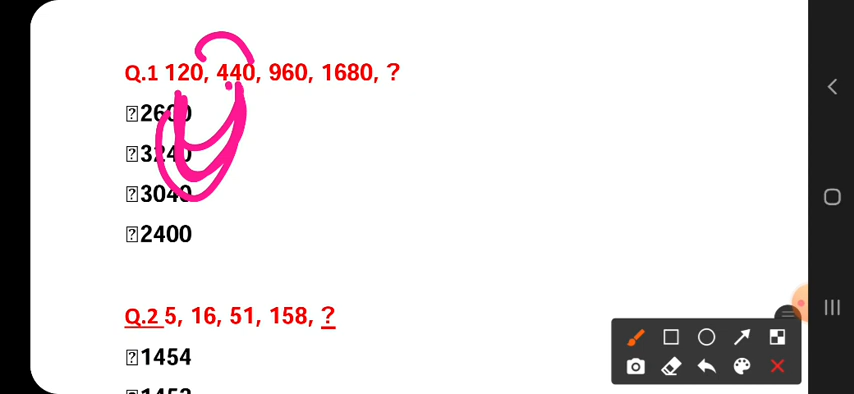 Q.1 120, 440, 960, 1680, ?
2600
3240
3040
2400
Q.2 5, 16, 51, 158, ?
1454